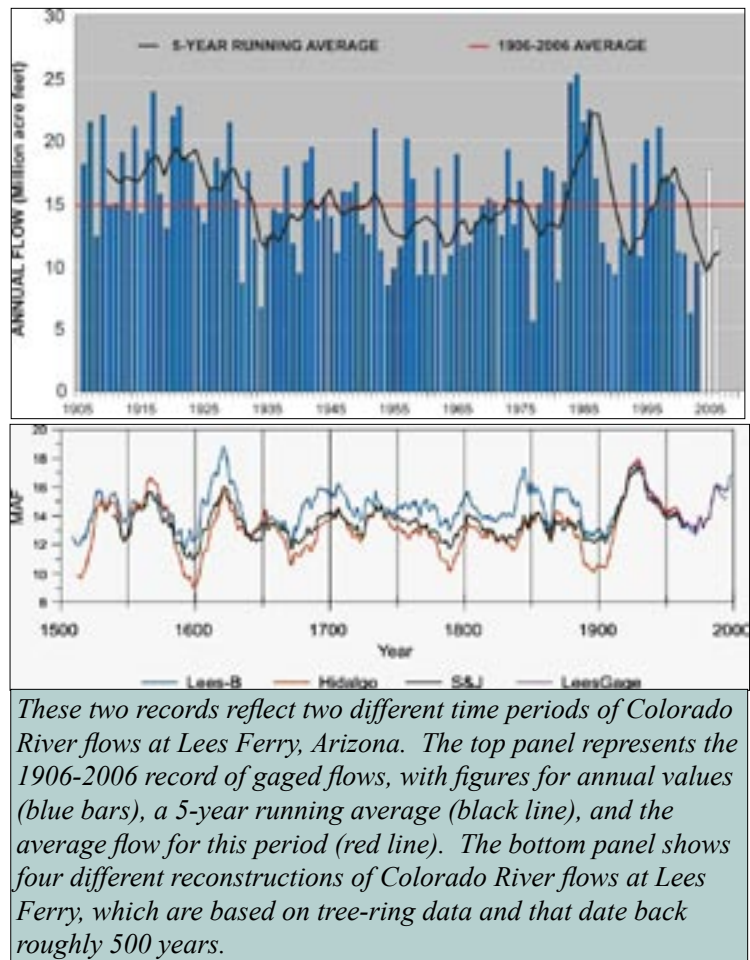 30
5-YEAR RUNNING AVERAGE 1906-2006 AVERAGE
25
20
15
10
5
0
ANNUAL FLOW (Million acre feet)
1905 1915 1925 1935 1945 1955 1965 1975 1985 1995 2005
20
18
16
14
12
10
8
MAF
1500 1600 1700 1800 1900 2000
Year
Lees-B Hidalgo S&J LeesGage
These two records reflect two different time periods of Colorado
River flows at Lees Ferry, Arizona. The top panel represents the
1906-2006 record of gaged flows, with figures for annual values
(blue bars), a 5-year running average (black line), and the
average flow for this period (red line). The bottom panel shows
four different reconstructions of Colorado River flows at Lees
Ferry, which are based on tree-ring data and that date back
roughly 500 years.